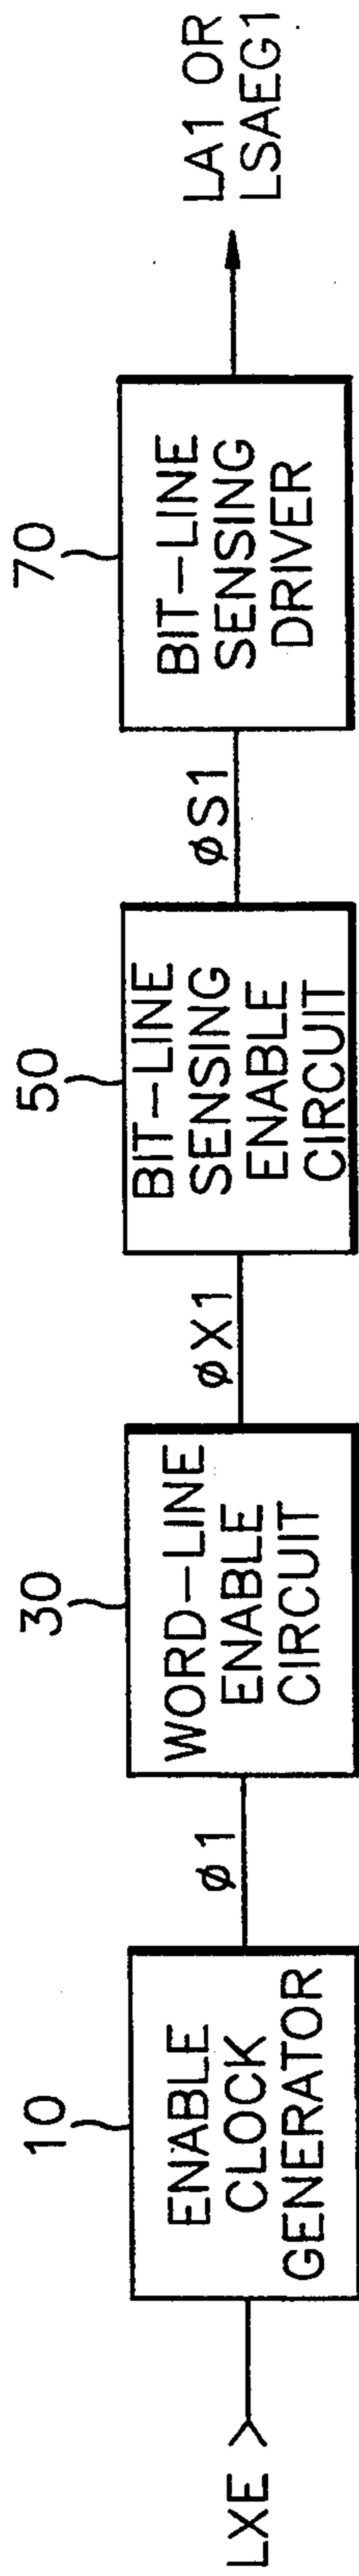 LXE
10
ENABLE
CLOCK
GENERATOR
ø1
30
WORD–LINE
ENABLE
CIRCUIT
øX1
50
BIT–LINE
SENSING
ENABLE
CIRCUIT
øS1
70
BIT–LINE
SENSING
DRIVER
LA1 OR
LSAEG1